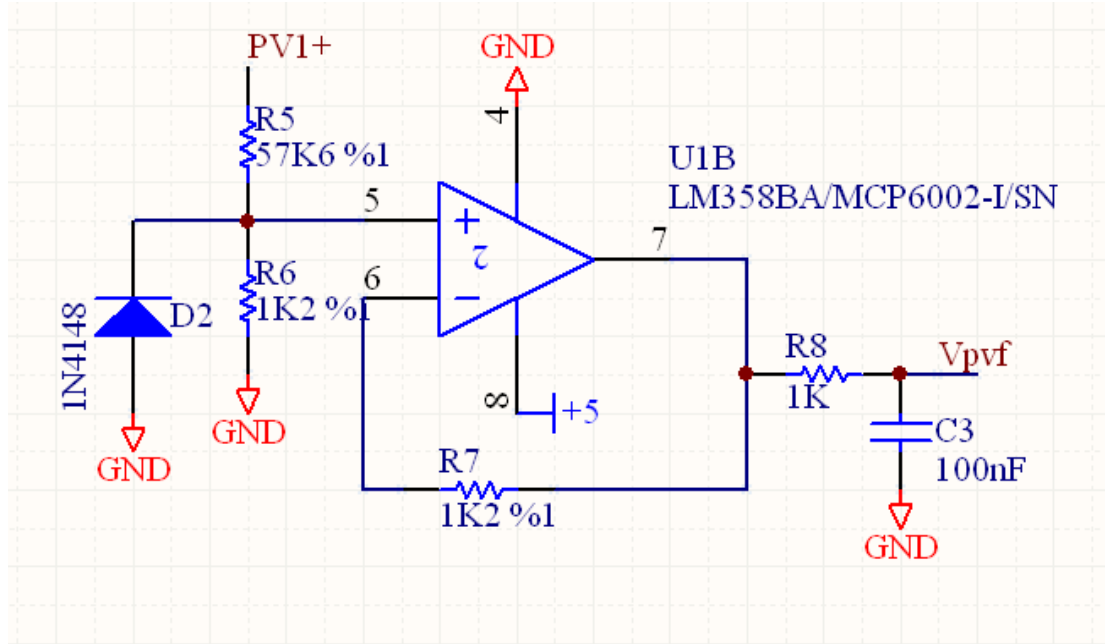 PV1+
GND
R5
57K6 %1
4
U1B
LM358BA/MCP6002-I/SN
5
+
2
7
6
−
R6
1K2 %1
D2
1N4148
GND
GND
8
+5
R8
1K
Vpvf
C3
100nF
R7
1K2 %1
GND